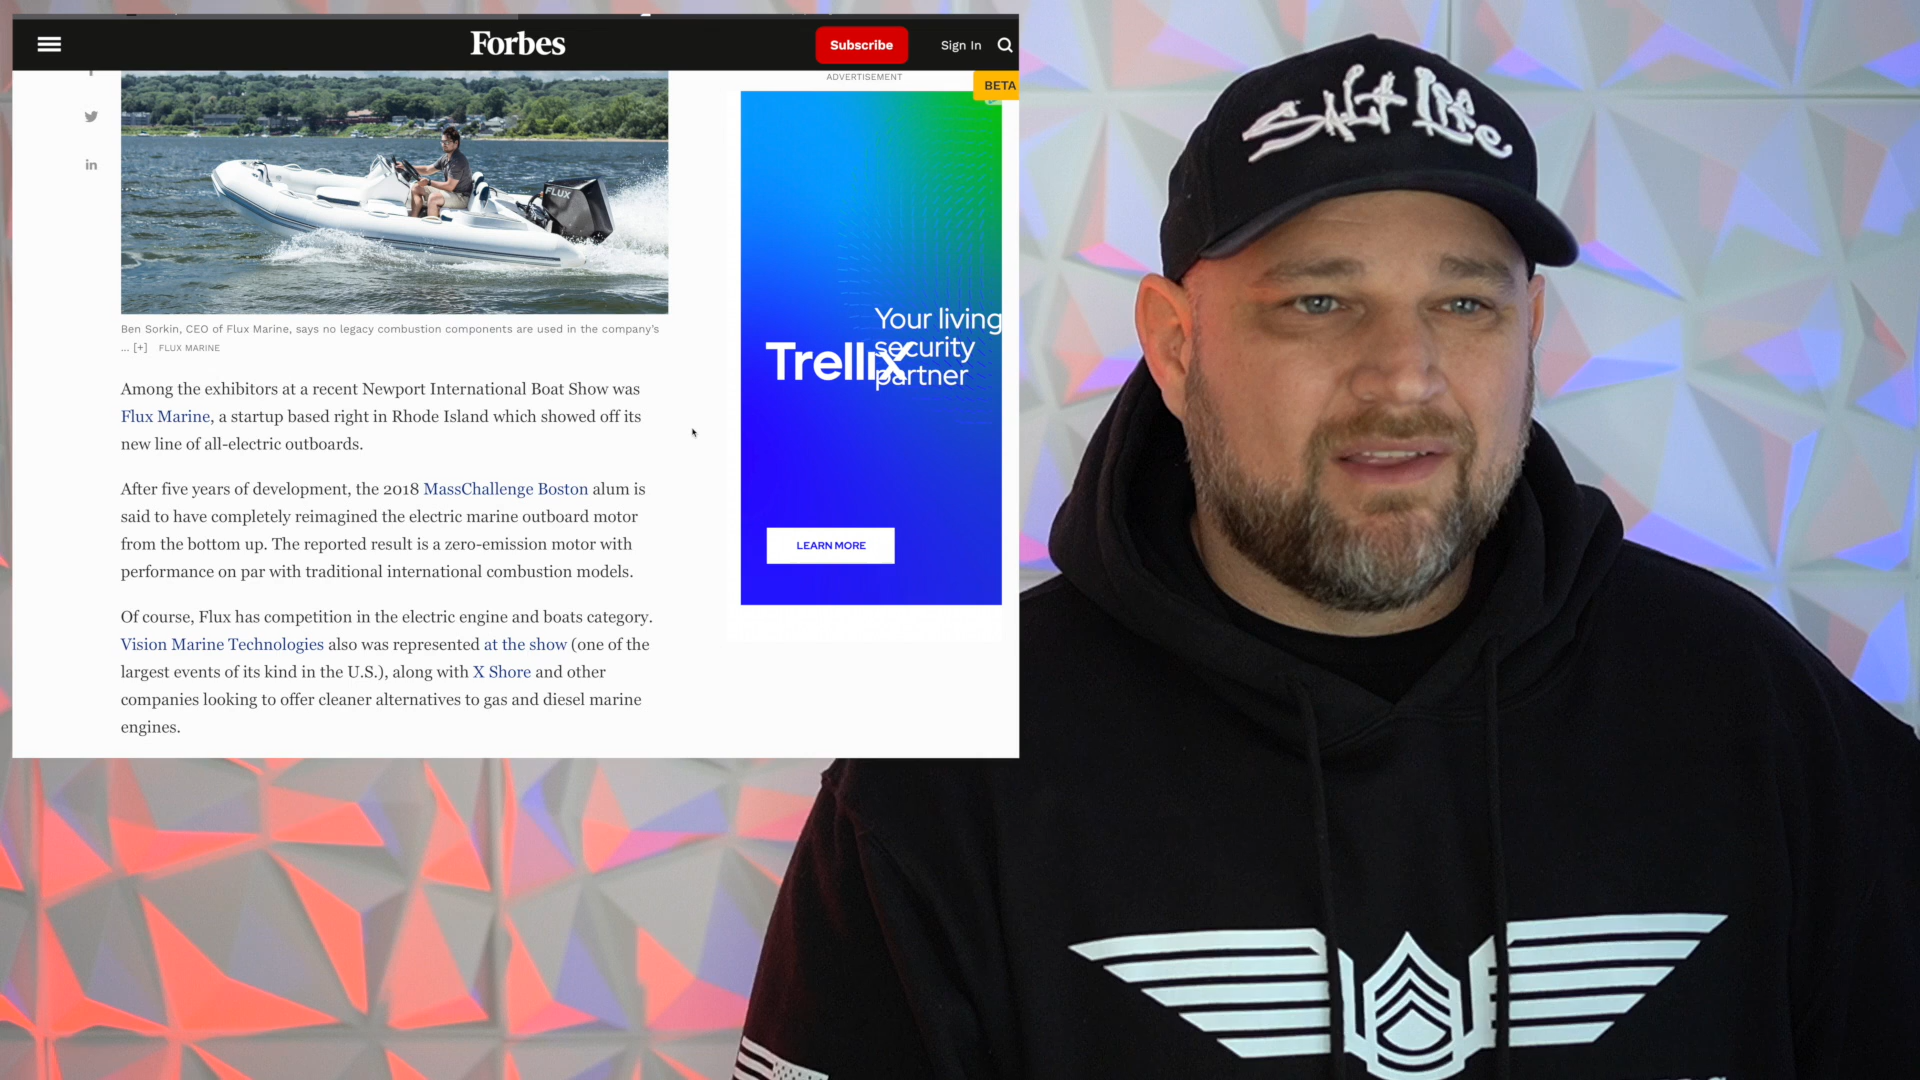 Forbes
Subscribe
Sign In
ADVERTISEMENT
BETA
FLUX
Ben Sorkin, CEO of Flux Marine, says no legacy combustion components are used in the company's
... [+] FLUX MARINE
Among the exhibitors at a recent Newport International Boat Show was
Flux Marine, a startup based right in Rhode Island which showed off its
new line of all-electric outboards.
After five years of development, the 2018 MassChallenge Boston alum is
said to have completely reimagined the electric marine outboard motor
from the bottom up. The reported result is a zero-emission motor with
performance on par with traditional international combustion models.
Of course, Flux has competition in the electric engine and boats category.
Vision Marine Technologies also was represented at the show (one of the
largest events of its kind in the U.S.), along with X Shore and other
companies looking to offer cleaner alternatives to gas and diesel marine
engines.
Trellix
Your living
security
partner
LEARN MORE
SALT LIFE